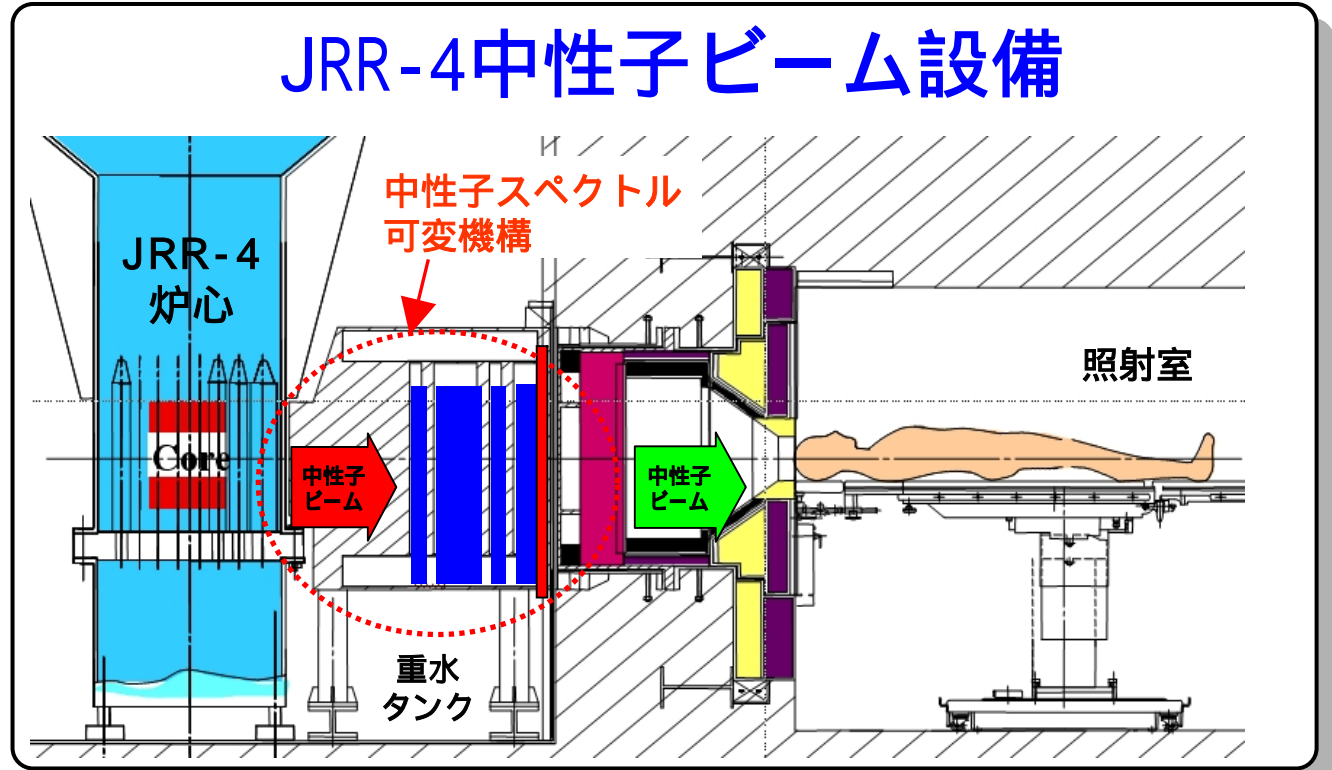 JRR-4中性子ビーム設備
中性子スペクトル
可変機構
JRR-4
炉心
照射室
Core
中性子
ビーム
中性子
ビーム
重水
タンク